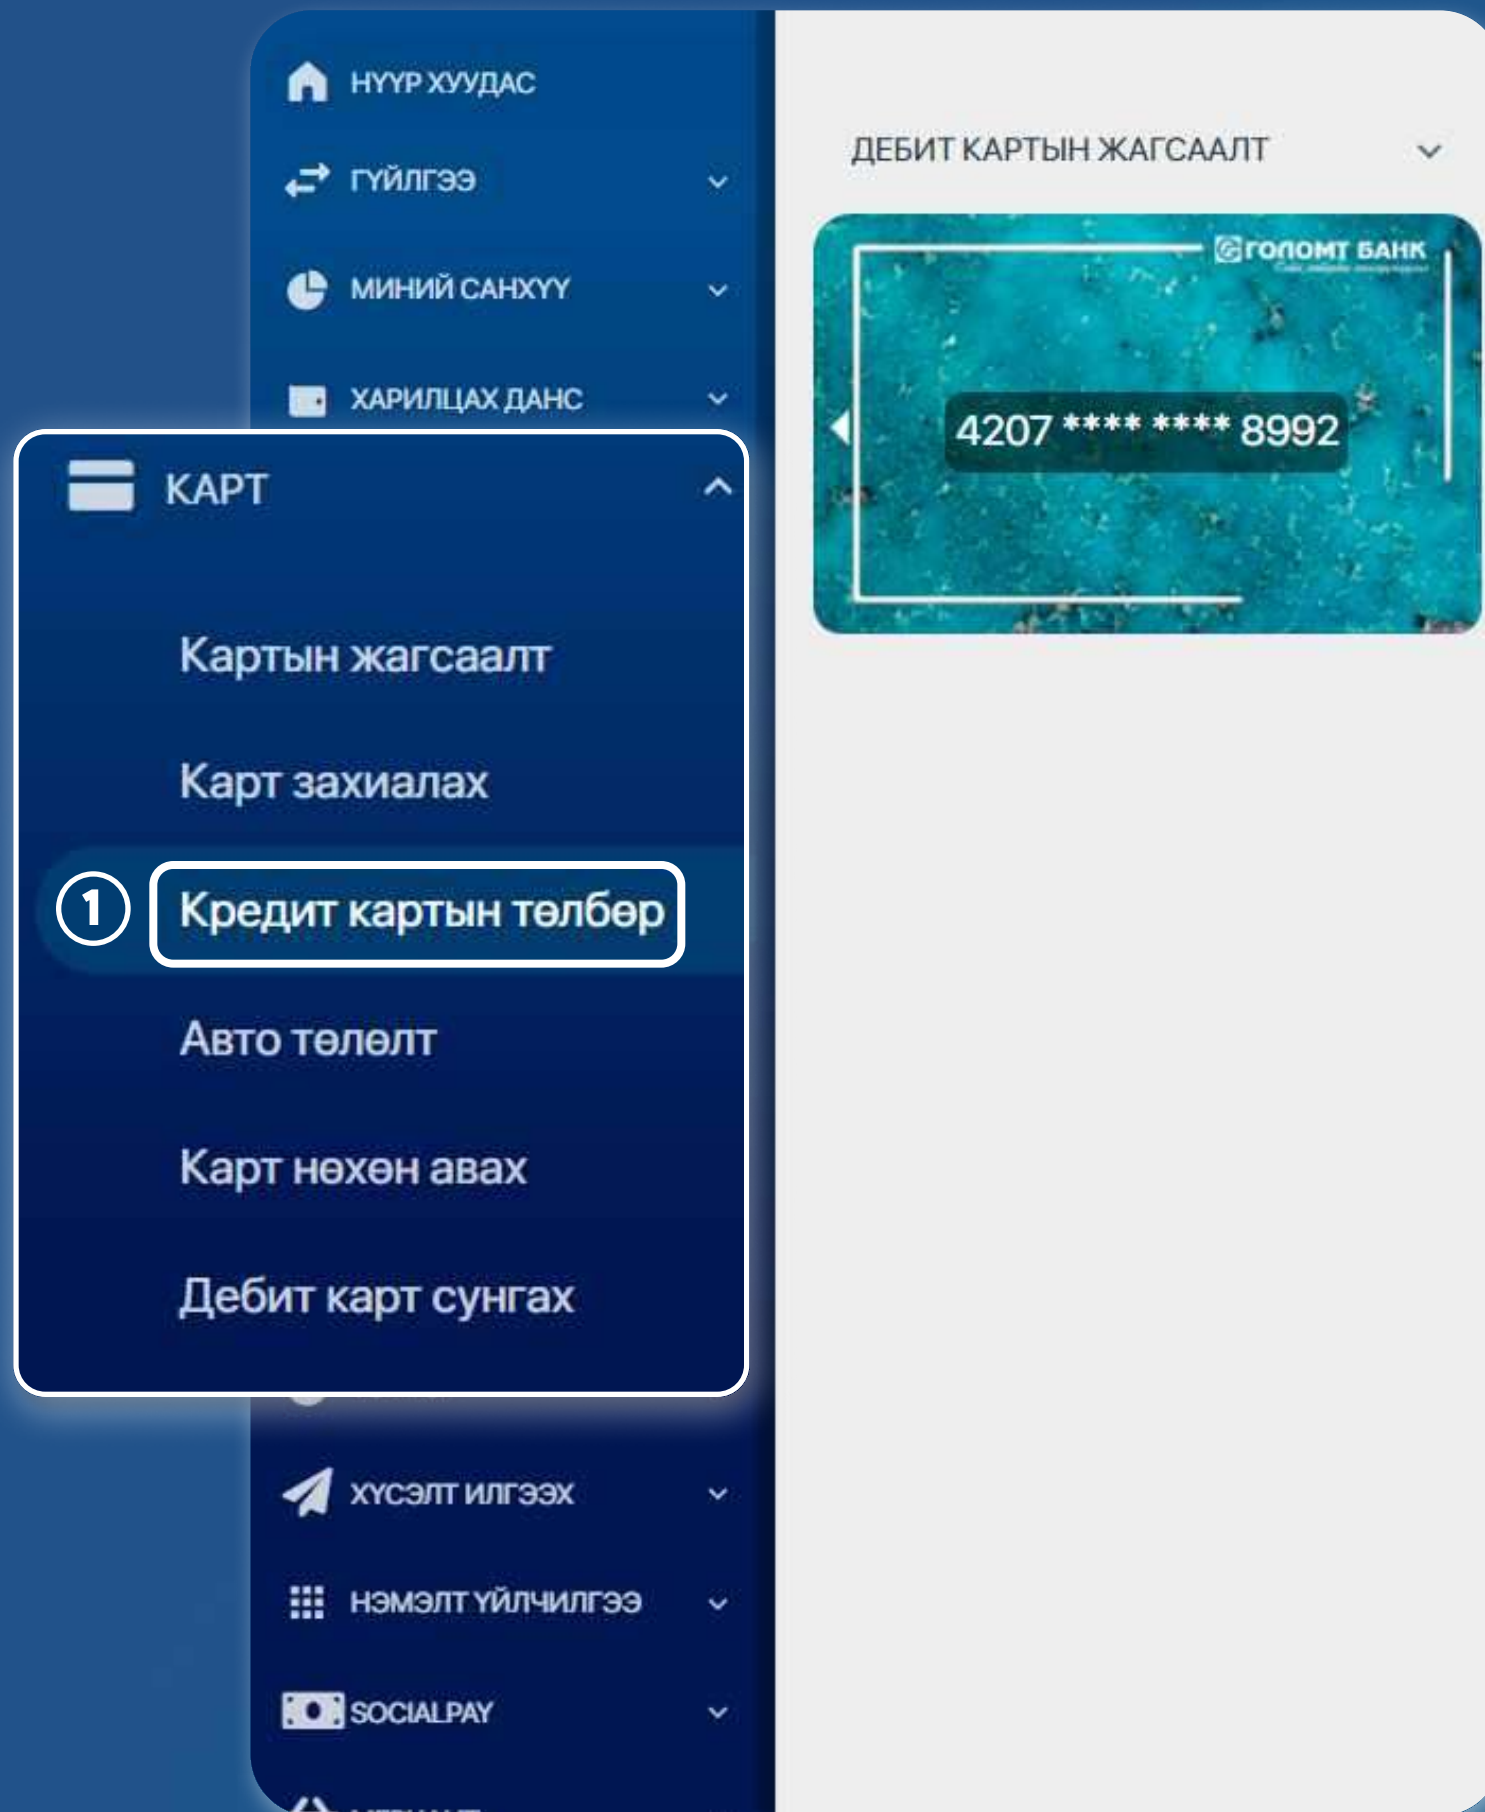 НҮҮР ХУУДАС
ГҮЙЛГЭЭ
МИНИЙ САНХҮҮ
ХАРИЛЦАХ ДАНС
КАРТ
Картын жагсаалт
Карт захиалах
1 Кредит картын төлбөр
Авто төлөлт
Карт нөхөн авах
Дебит карт сунгах
ХҮСЭЛТ ИЛГЭЭХ
НЭМЭЛТ ҮЙЛЧИЛГЭЭ
SOCIALPAY
ДЕБИТ КАРТЫН ЖАГСААЛТ
ГОЛОМТ БАНК
4207 **** **** 8992